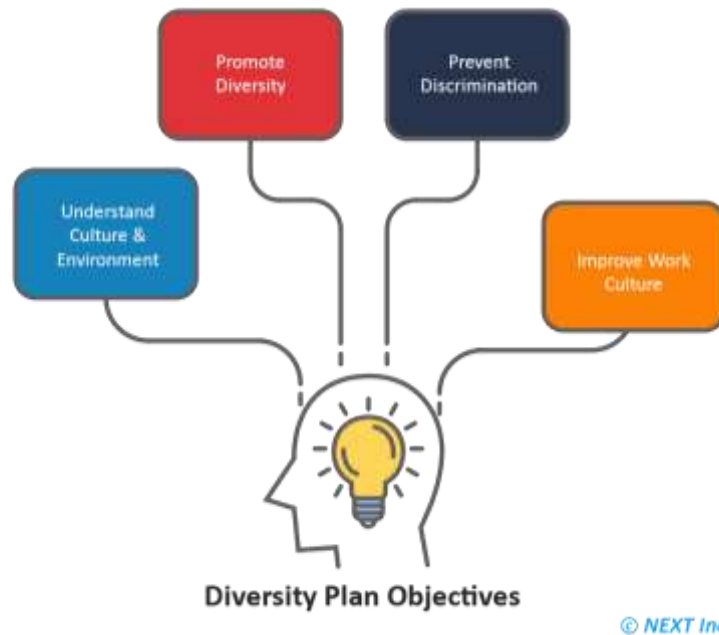 Promote
Diversity
Prevent
Discrimination
Understand
Culture &
Environment
Improve Work
Culture
Diversity Plan Objectives
© NEXT